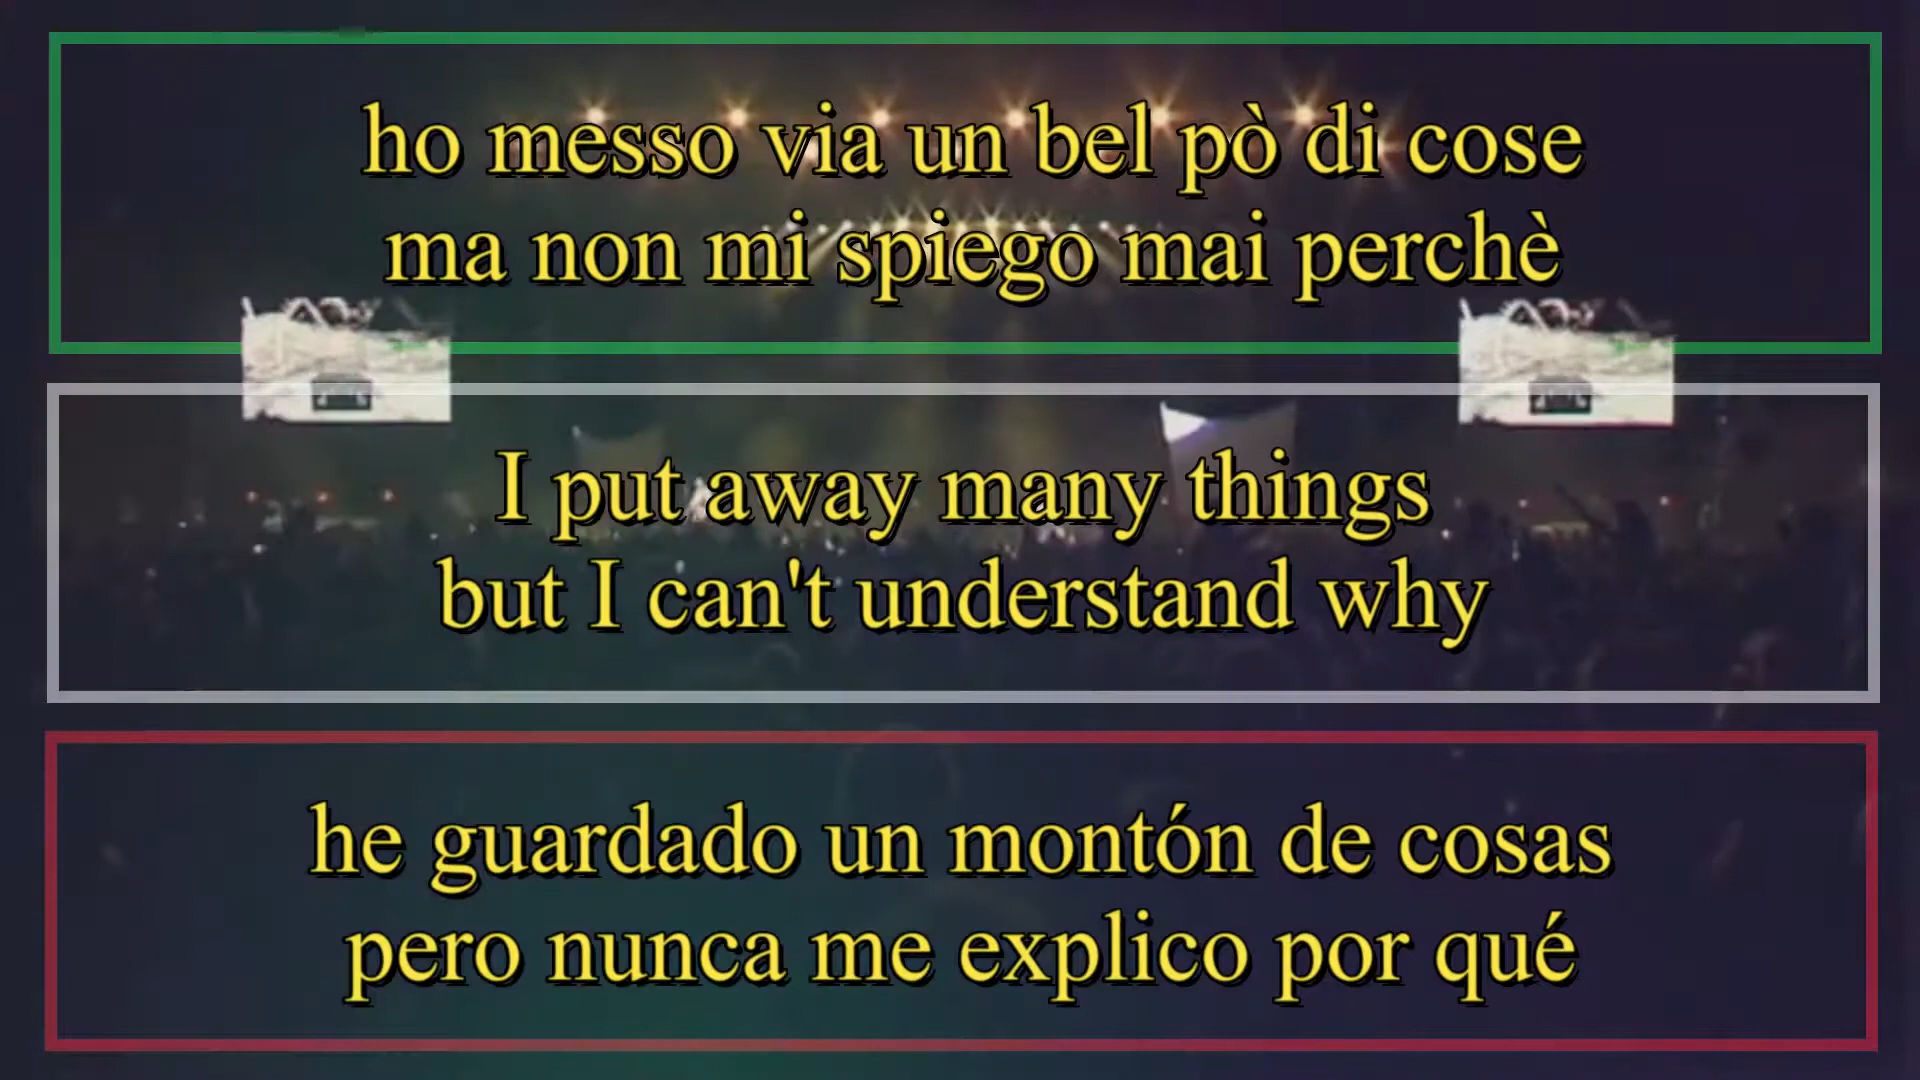 ho messo via un bel pò di cose
ma non mi spiego mai perchè
I put away many things
but I can't understand why
he guardado un montón de cosas
pero nunca me explico por qué